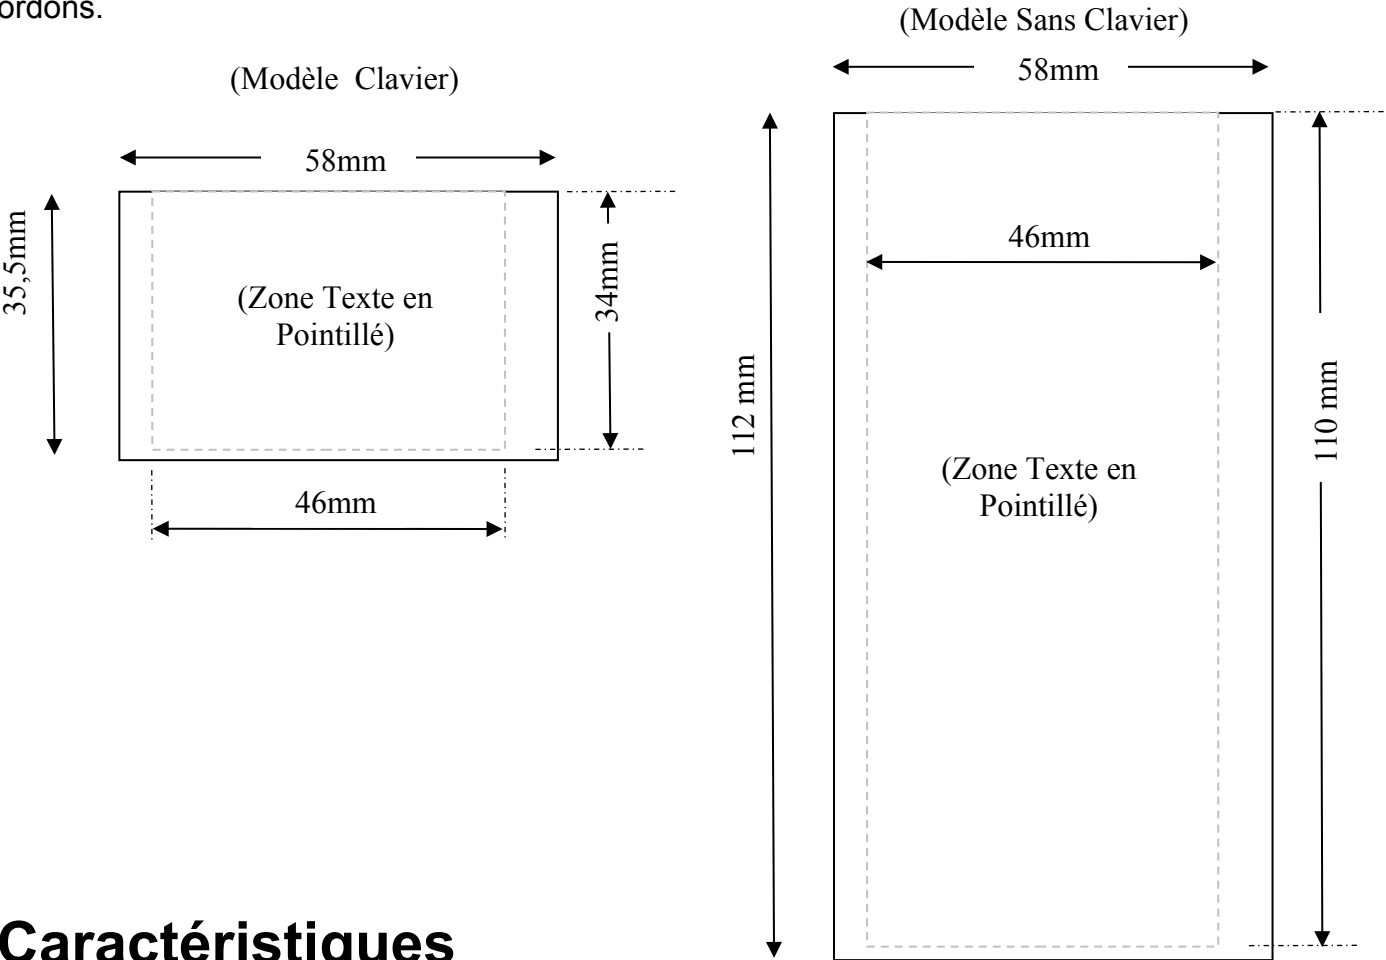 ordons.
(Modèle Clavier)
58mm
35,5mm
34mm
(Zone Texte en
Pointillé)
46mm
(Modèle Sans Clavier)
58mm
46mm
112 mm
110 mm
(Zone Texte en
Pointillé)
Caractéristiques